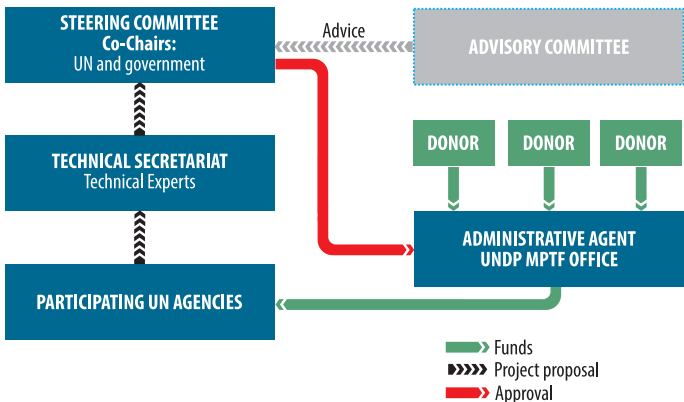 STEERING COMMITTEE
Co-Chairs:
UN and government
Advice
ADVISORY COMMITTEE
DONOR
DONOR
DONOR
TECHNICAL SECRETARIAT
Technical Experts
ADMINISTRATIVE AGENT
UNDP MPTF OFFICE
PARTICIPATING UN AGENCIES
Funds
Project proposal
Approval